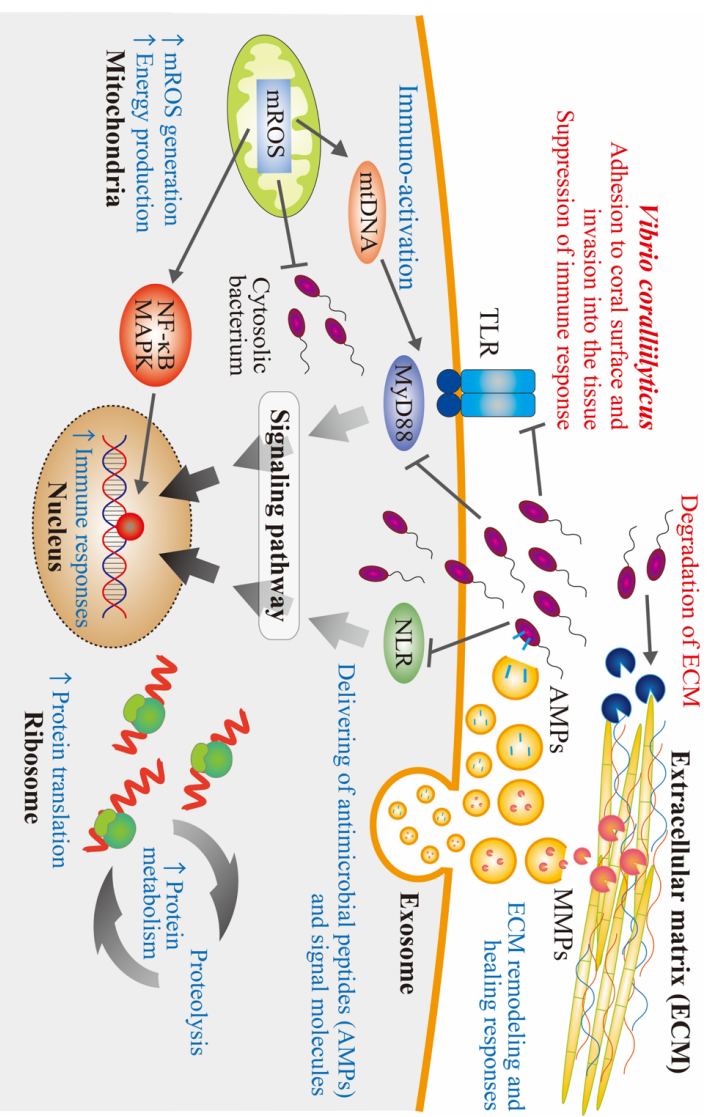 Vibrio coralliilyticus
Adhesion to coral surface and
invasion into the tissue
Suppression of immune response
Degradation of ECM
Extracellular matrix (ECM)
TLR
AMPs
MMPs
ECM remodeling and
healing responses
Immuno-activation
mtDNA
MyD88
NLR
Exosome
Delivering of antimicrobial peptides (AMPs)
and signal molecules
mROS
Cytosolic
bacterium
Signaling pathway
↑ mROS generation
↑ Energy production
Mitochondria
NF-κB
MAPK
↑ Immune responses
Nucleus
↑ Protein translation
Ribosome
Proteolysis
↑ Protein
metabolism